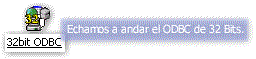 Echamos a andar el ODBC de 32 Bits.
32bit ODBC